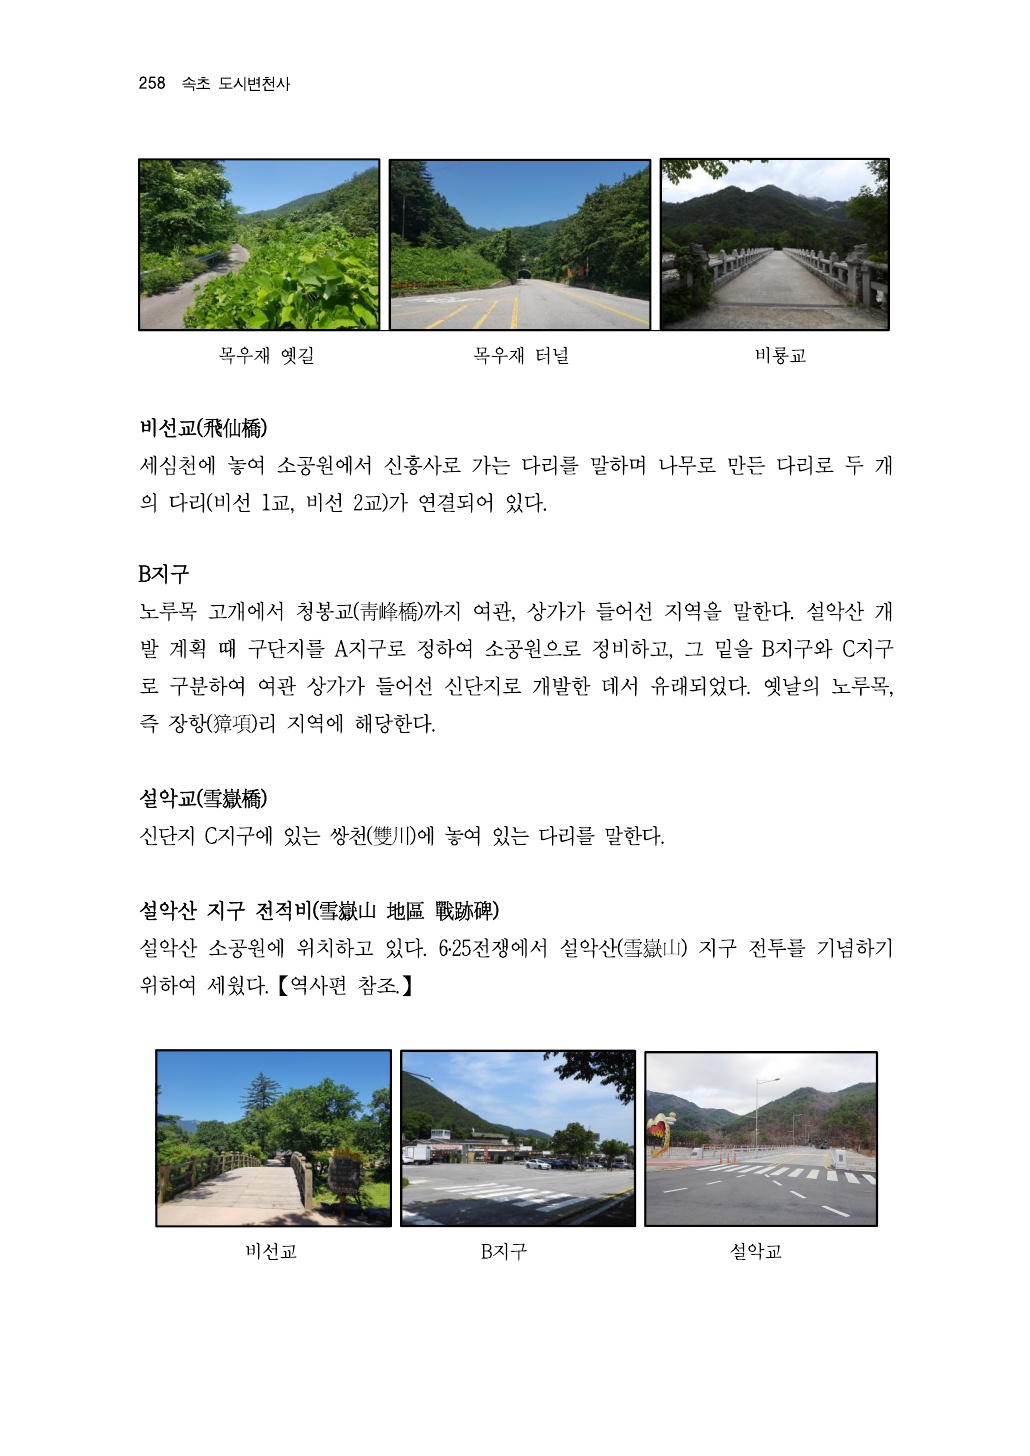 258 속초 도시변천사
목우재 옛길
목우재 터널
비룡교
비선교(飛仙橋)
세심천에 놓여 소공원에서 신흥사로 가는 다리를 말하며 나무로 만든 다리로 두 개
의 다리(비선 1교, 비선 2교)가 연결되어 있다.
B지구
노루목 고개에서 청봉교(靑峰橋)까지 여관, 상가가 들어선 지역을 말한다. 설악산 개
발 계획 때 구단지를 A지구로 정하여 소공원으로 정비하고, 그 밑을 B지구와 C지구
로 구분하여 여관 상가가 들어선 신단지로 개발한 데서 유래되었다. 옛날의 노루목,
즉 장항(獐項)리 지역에 해당한다.
설악교(雪嶽橋)
신단지 C지구에 있는 쌍천(雙川)에 놓여 있는 다리를 말한다.
설악산 지구 전적비(雪嶽山 地區 戰跡碑)
설악산 소공원에 위치하고 있다. 6·25전쟁에서 설악산(雪嶽山) 지구 전투를 기념하기
위하여 세웠다.【역사편 참조.】
비선교
B지구
설악교